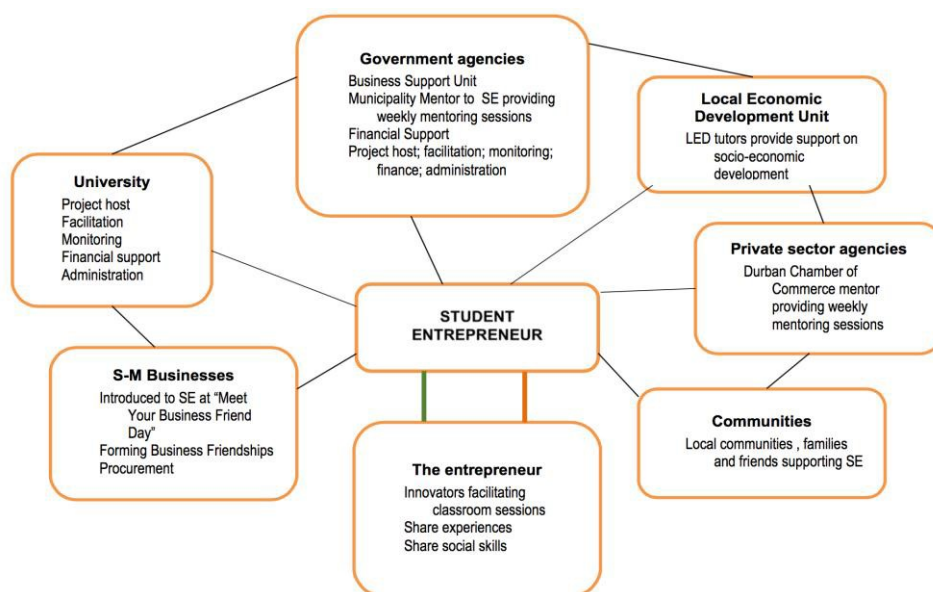 Government agencies
Business Support Unit
Municipality Mentor to SE providing
weekly mentoring sessions
Financial Support
Project host; facilitation; monitoring;
finance; administration
Local Economic
Development Unit
LED tutors provide support on
socio-economic
development
University
Project host
Facilitation
Monitoring
Financial support
Administration
Private sector agencies
Durban Chamber of
Commerce mentor
providing weekly
mentoring sessions
STUDENT
ENTREPRENEUR
S-M Businesses
Introduced to SE at “Meet
Your Business Friend
Day”
Forming Business Friendships
Procurement
Communities
Local communities , families
and friends supporting SE
The entrepreneur
Innovators facilitating
classroom sessions
Share experiences
Share social skills